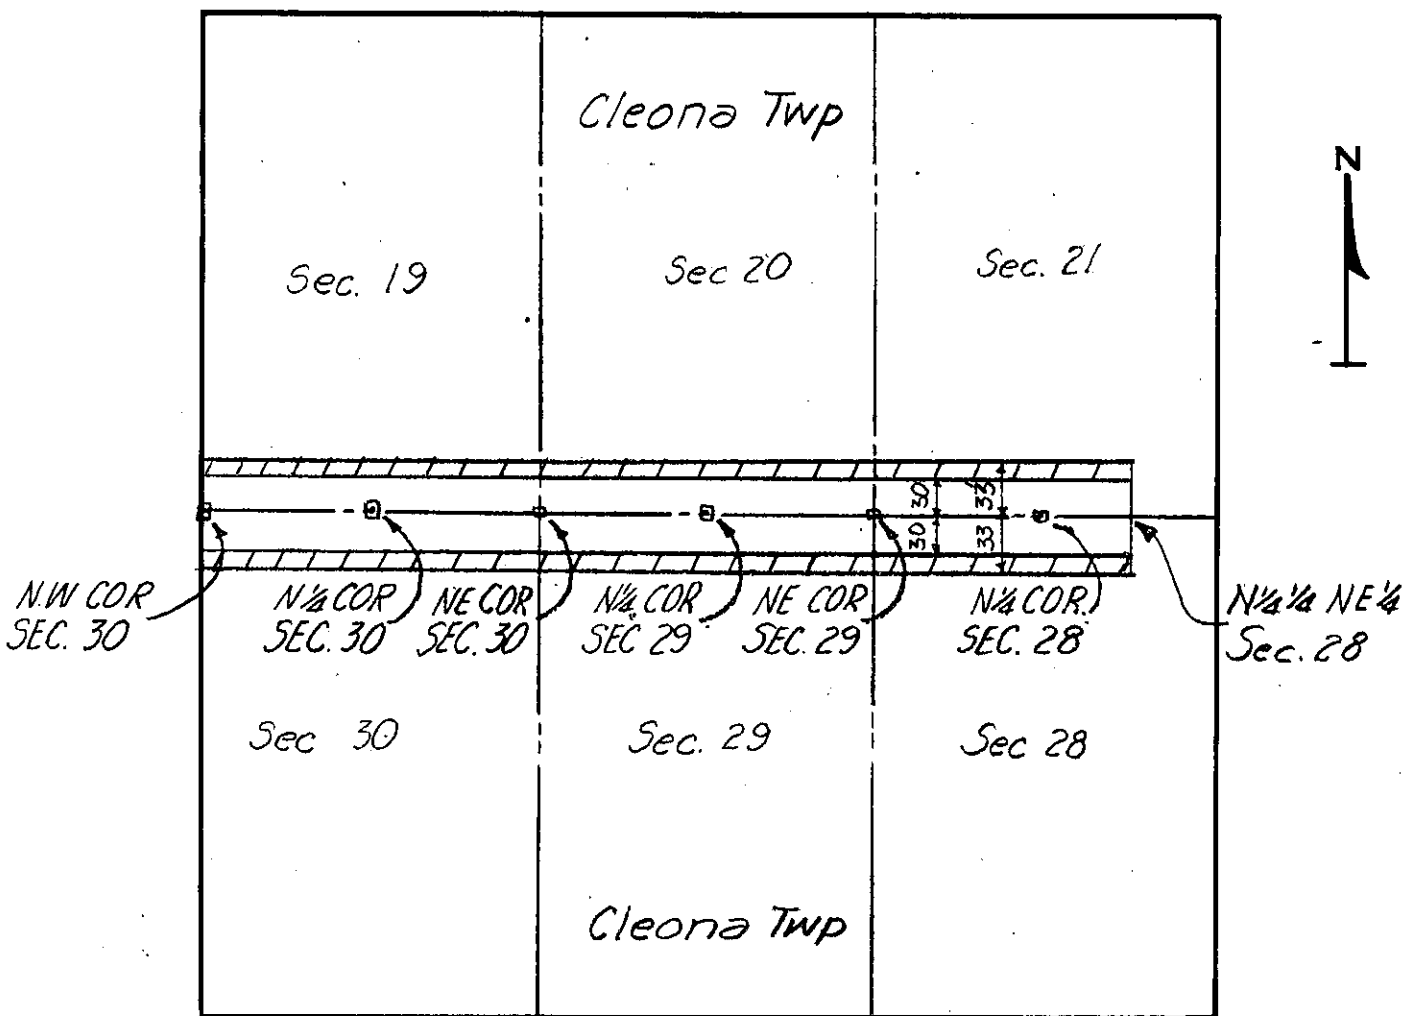 Cleona Twp
N
Sec. 19
Sec 20
Sec. 21
30
33
30
33
N.W COR
SEC. 30
N¼ COR
SEC. 30
NE COR
SEC. 30
N¼ COR
SEC 29
NE COR
SEC. 29
N¼ COR.
SEC. 28
N¼ ¼ NE ¼
Sec. 28
Sec 30
Sec. 29
Sec 28
Cleona Twp